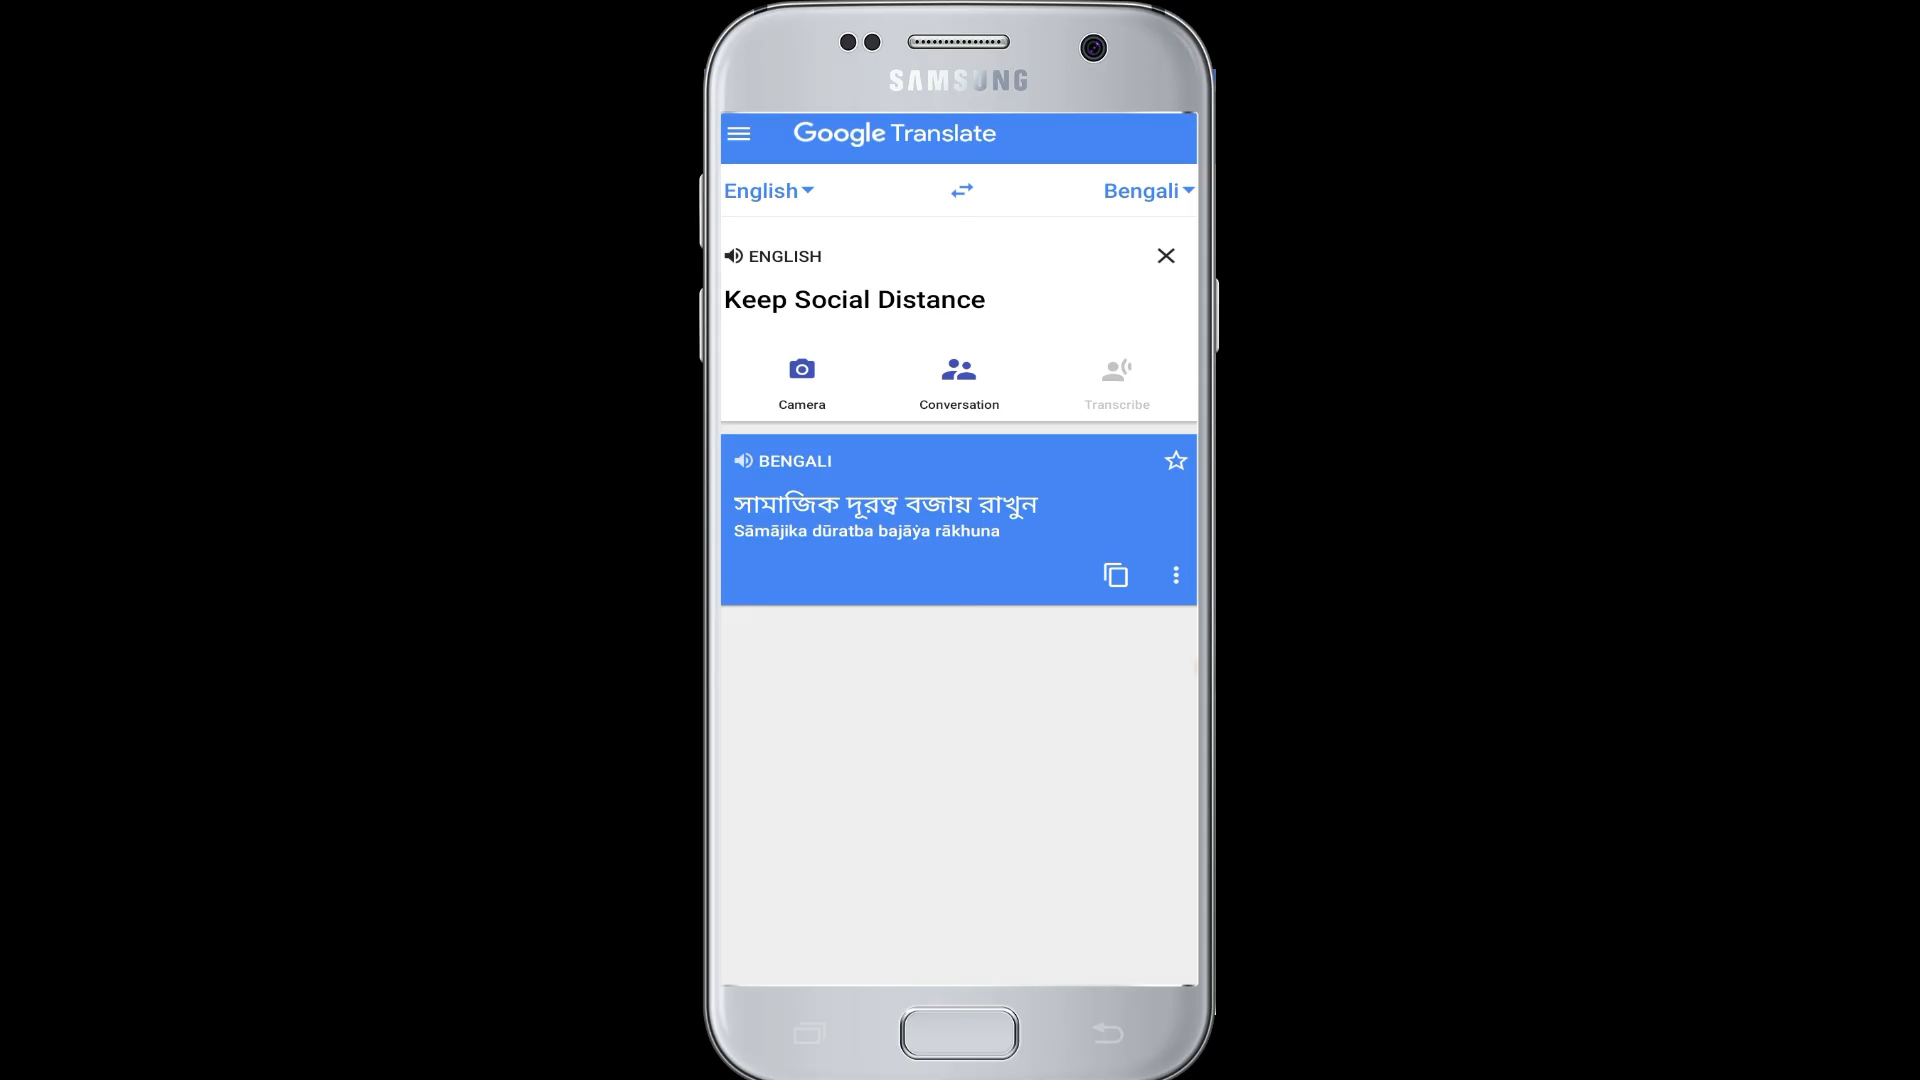 SAMSUNG
Google Translate
English
Bengali
ENGLISH
Keep Social Distance
Camera
Conversation
Transcribe
BENGALI
সামাজিক দূরত্ব বজায় রাখুন
Sāmājika dūratba bajāẏa rākhuna